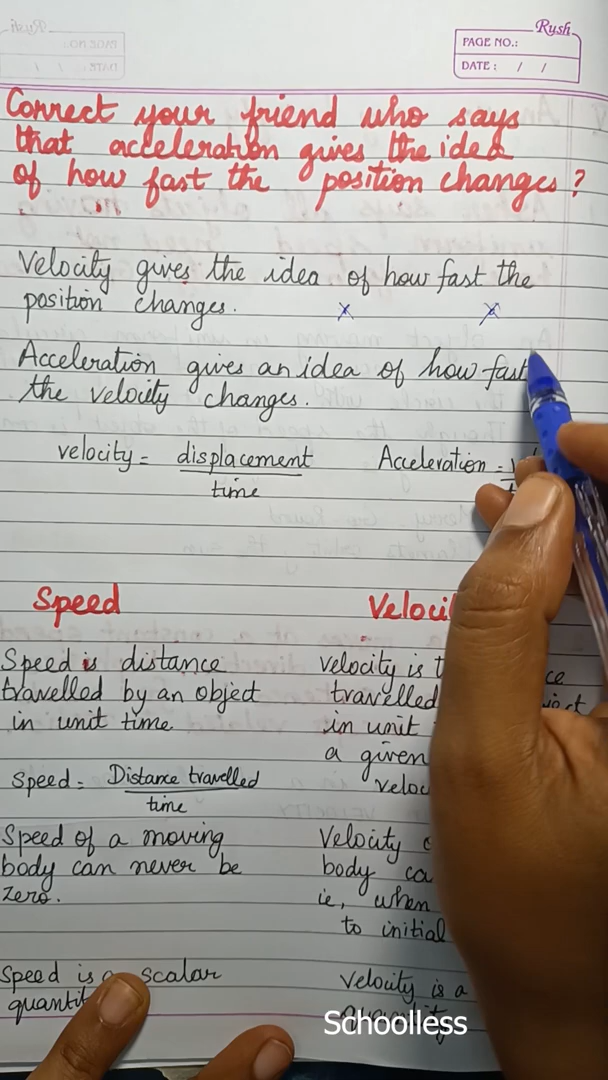 Rush
PAGE NO.:
DATE: / /
Correct your friend who says
that acceleration gives the idea
of how fast the position changes?
Velocity gives the idea of how fast the
position changes.
Acceleration gives an idea of how fast
the velocity changes.
velocity = displacement
time
Acceleration =
Speed
Speed is distance
travelled by an object
in unit time
velocity is
travelled
in unit
a given
Speed = Distance travelled
time
Speed of a moving
body can never be
zero.
Velocity
body
ie, when
to initial
Speed is a scalar
velocity is a
quantity
Schoolless